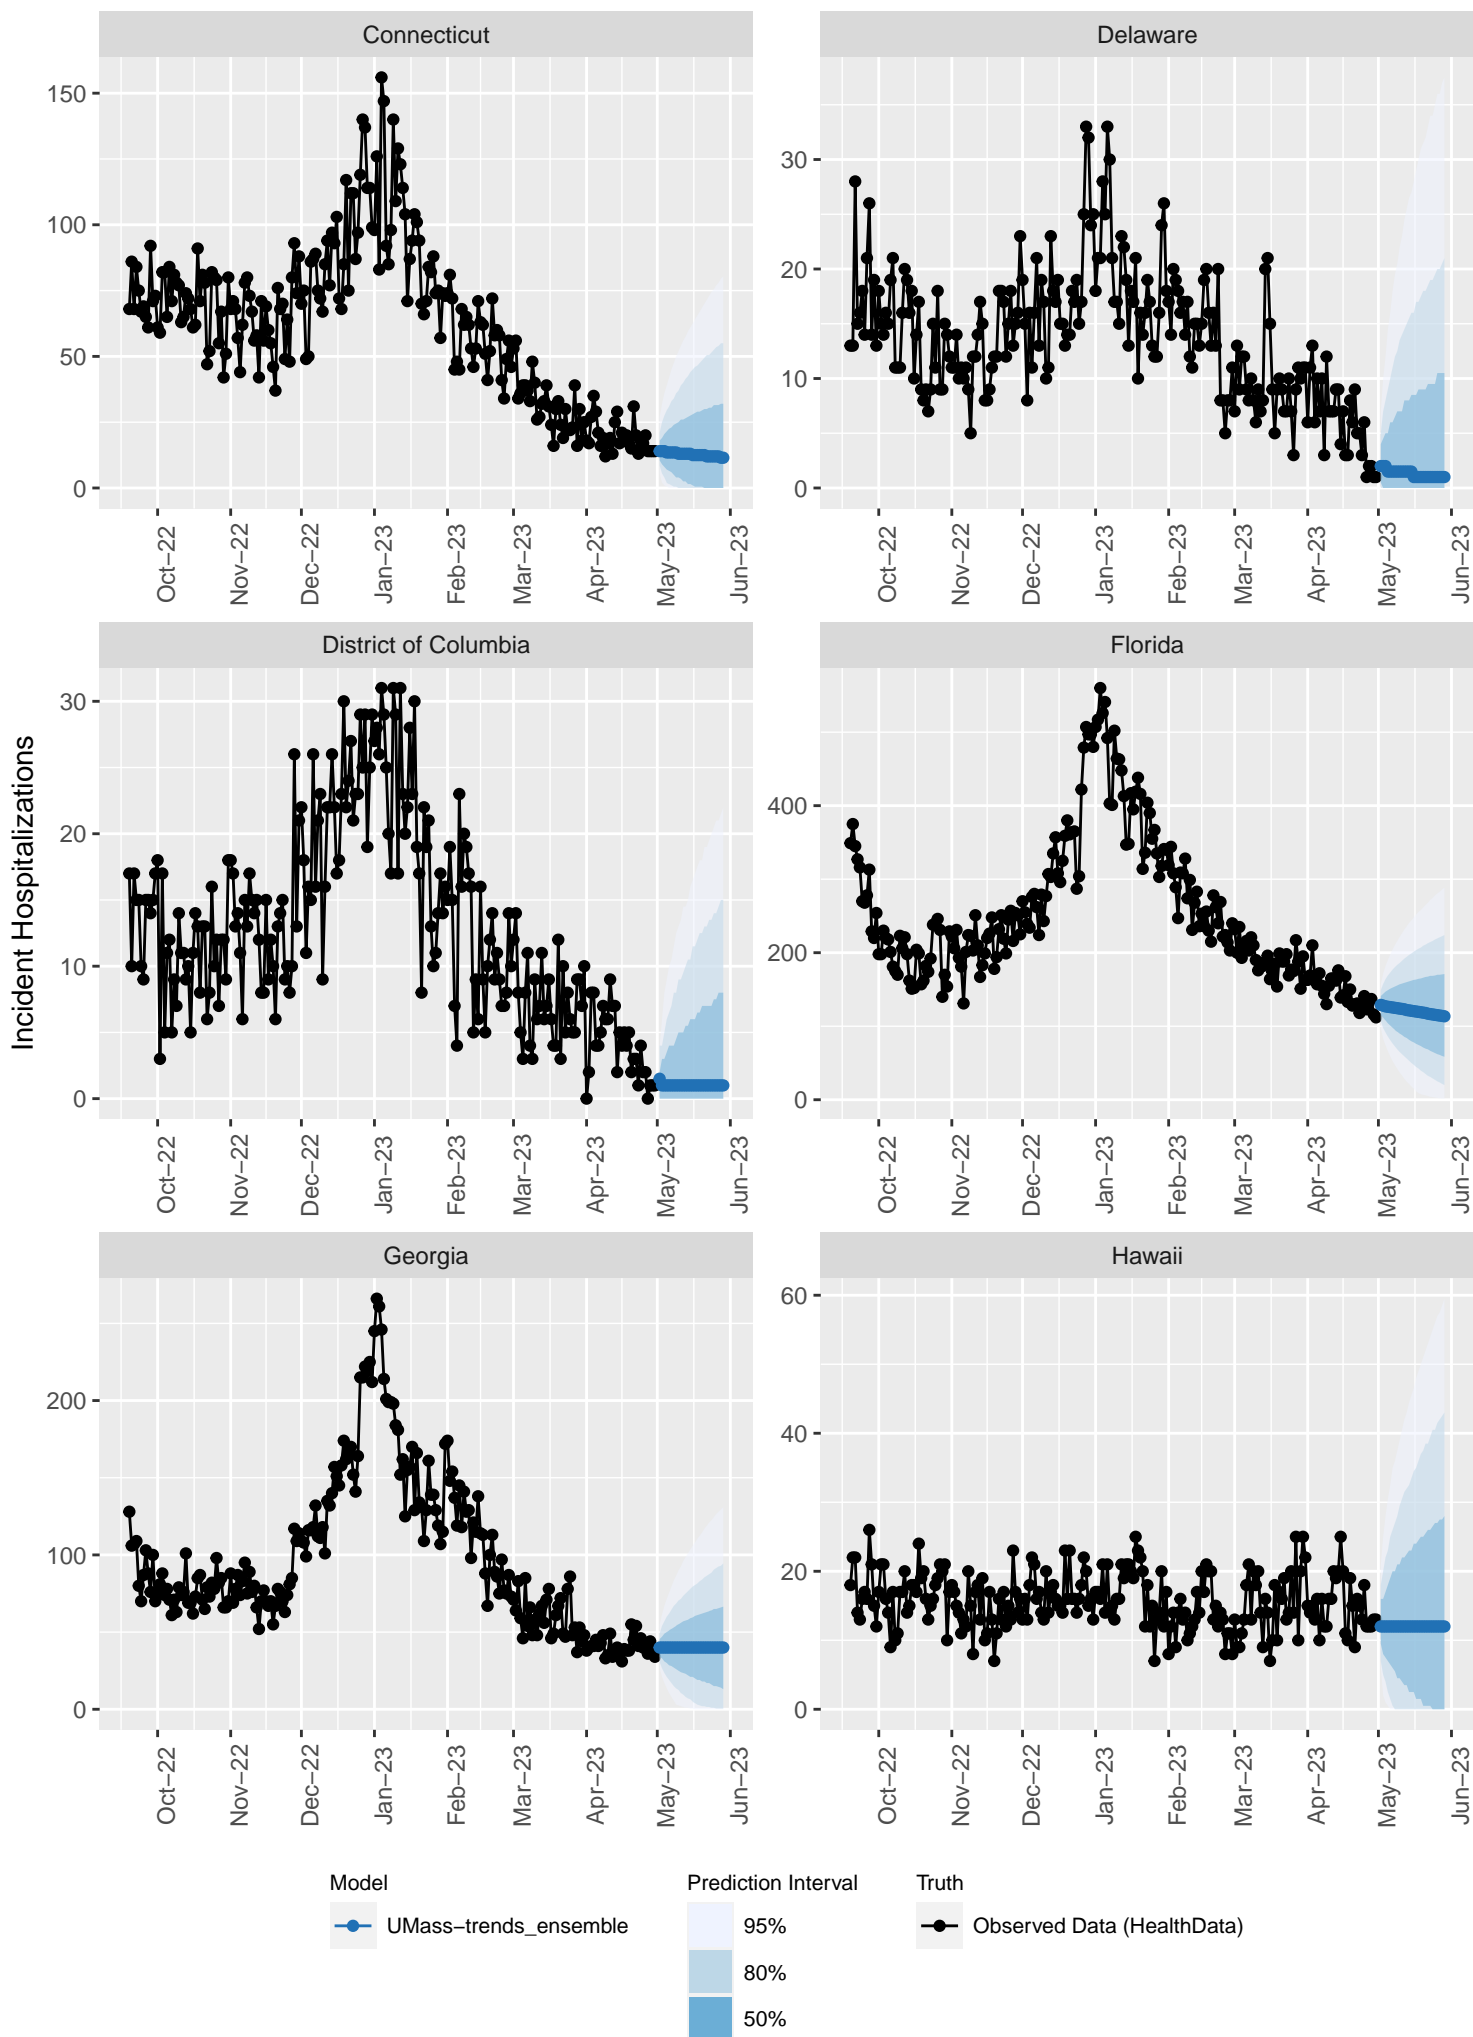 Connecticut
Delaware
150
100
50
0
30
20
10
0
Oct−22
Nov−22
Dec−22
Jan−23
Feb−23
Mar−23
Apr−23
May−23
Jun−23
Oct−22
Nov−22
Dec−22
Jan−23
Feb−23
Mar−23
Apr−23
May−23
Jun−23
Incident Hospitalizations
District of Columbia
Florida
30
20
10
0
400
200
0
Oct−22
Nov−22
Dec−22
Jan−23
Feb−23
Mar−23
Apr−23
May−23
Jun−23
Oct−22
Nov−22
Dec−22
Jan−23
Feb−23
Mar−23
Apr−23
May−23
Jun−23
Georgia
Hawaii
200
100
0
60
40
20
0
Oct−22
Nov−22
Dec−22
Jan−23
Feb−23
Mar−23
Apr−23
May−23
Jun−23
Oct−22
Nov−22
Dec−22
Jan−23
Feb−23
Mar−23
Apr−23
May−23
Jun−23
Model
UMass−trends_ensemble
Prediction Interval
95%
80%
50%
Truth
Observed Data (HealthData)